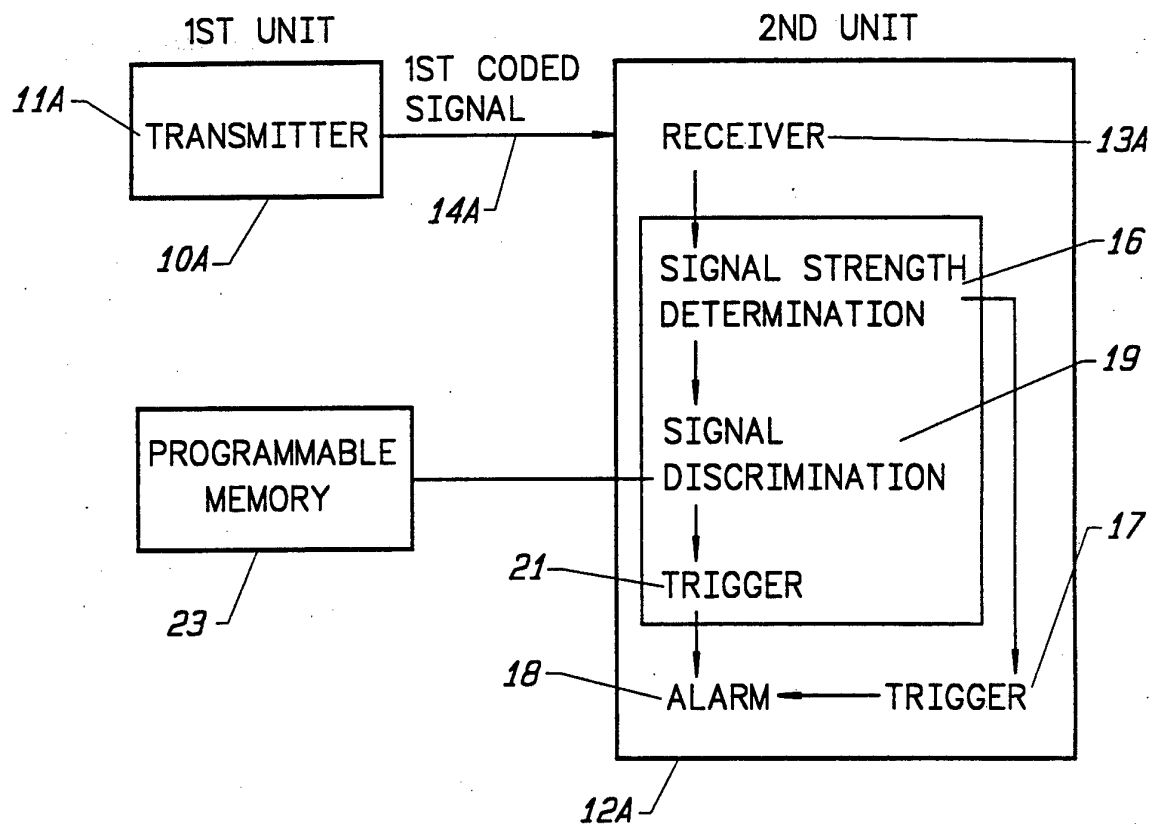 1ST UNIT
2ND UNIT
11A
TRANSMITTER
1ST CODED
SIGNAL
RECEIVER
13A
14A
10A
16
SIGNAL STRENGTH
DETERMINATION
19
PROGRAMMABLE
MEMORY
SIGNAL
DISCRIMINATION
17
21
TRIGGER
23
18
ALARM
TRIGGER
12A